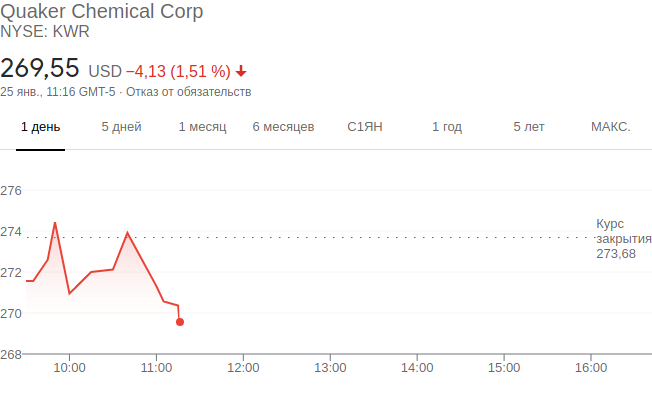 Quaker Chemical Corp
NYSE: KWR
269,55 USD −4,13 (1,51 %)
25 янв., 11:16 GMT-5 · Отказ от обязательств
1 день 5 дней 1 месяц 6 месяцев С1ЯН 1 год 5 лет МАКС.
276
274
272
270
268
Курс
закрытия
273,68
10:00 11:00 12:00 13:00 14:00 15:00 16:00